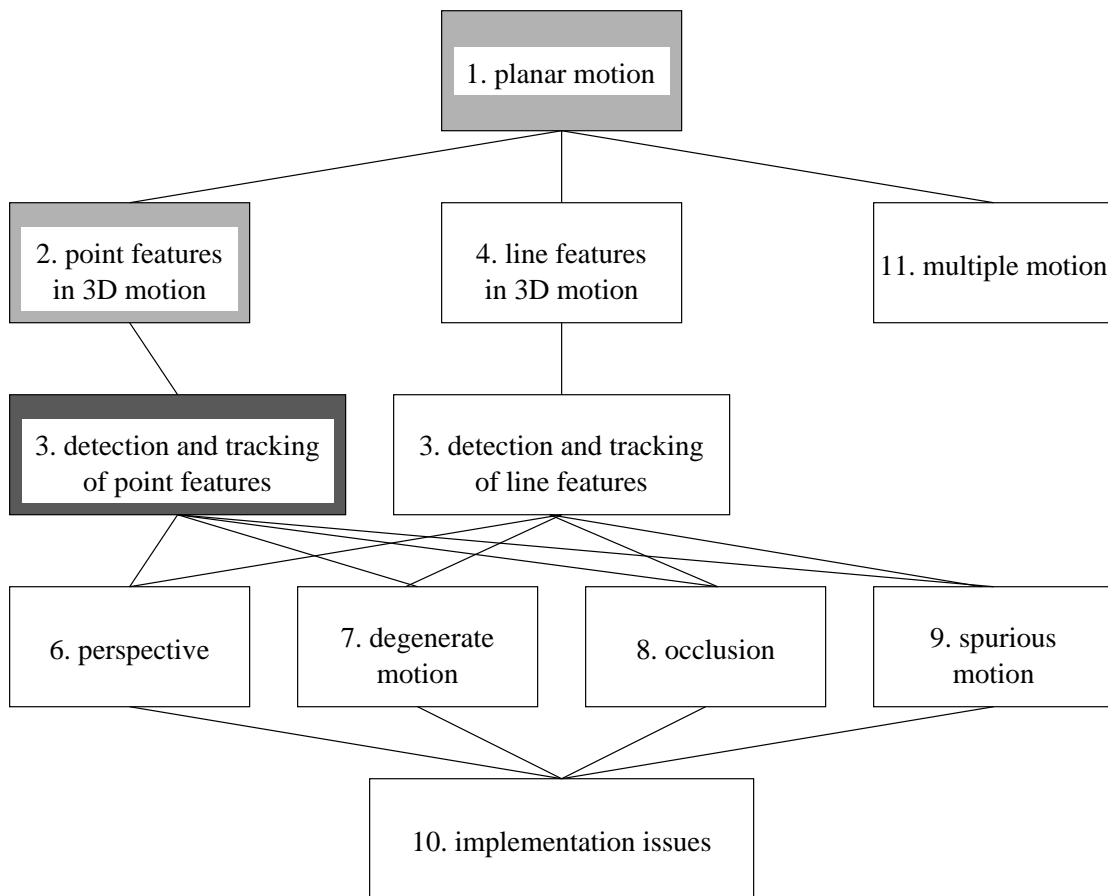 1. planar motion
2. point features
in 3D motion
4. line features
in 3D motion
11. multiple motion
3. detection and tracking
of point features
3. detection and tracking
of line features
6. perspective
7. degenerate
motion
8. occlusion
9. spurious
motion
10. implementation issues